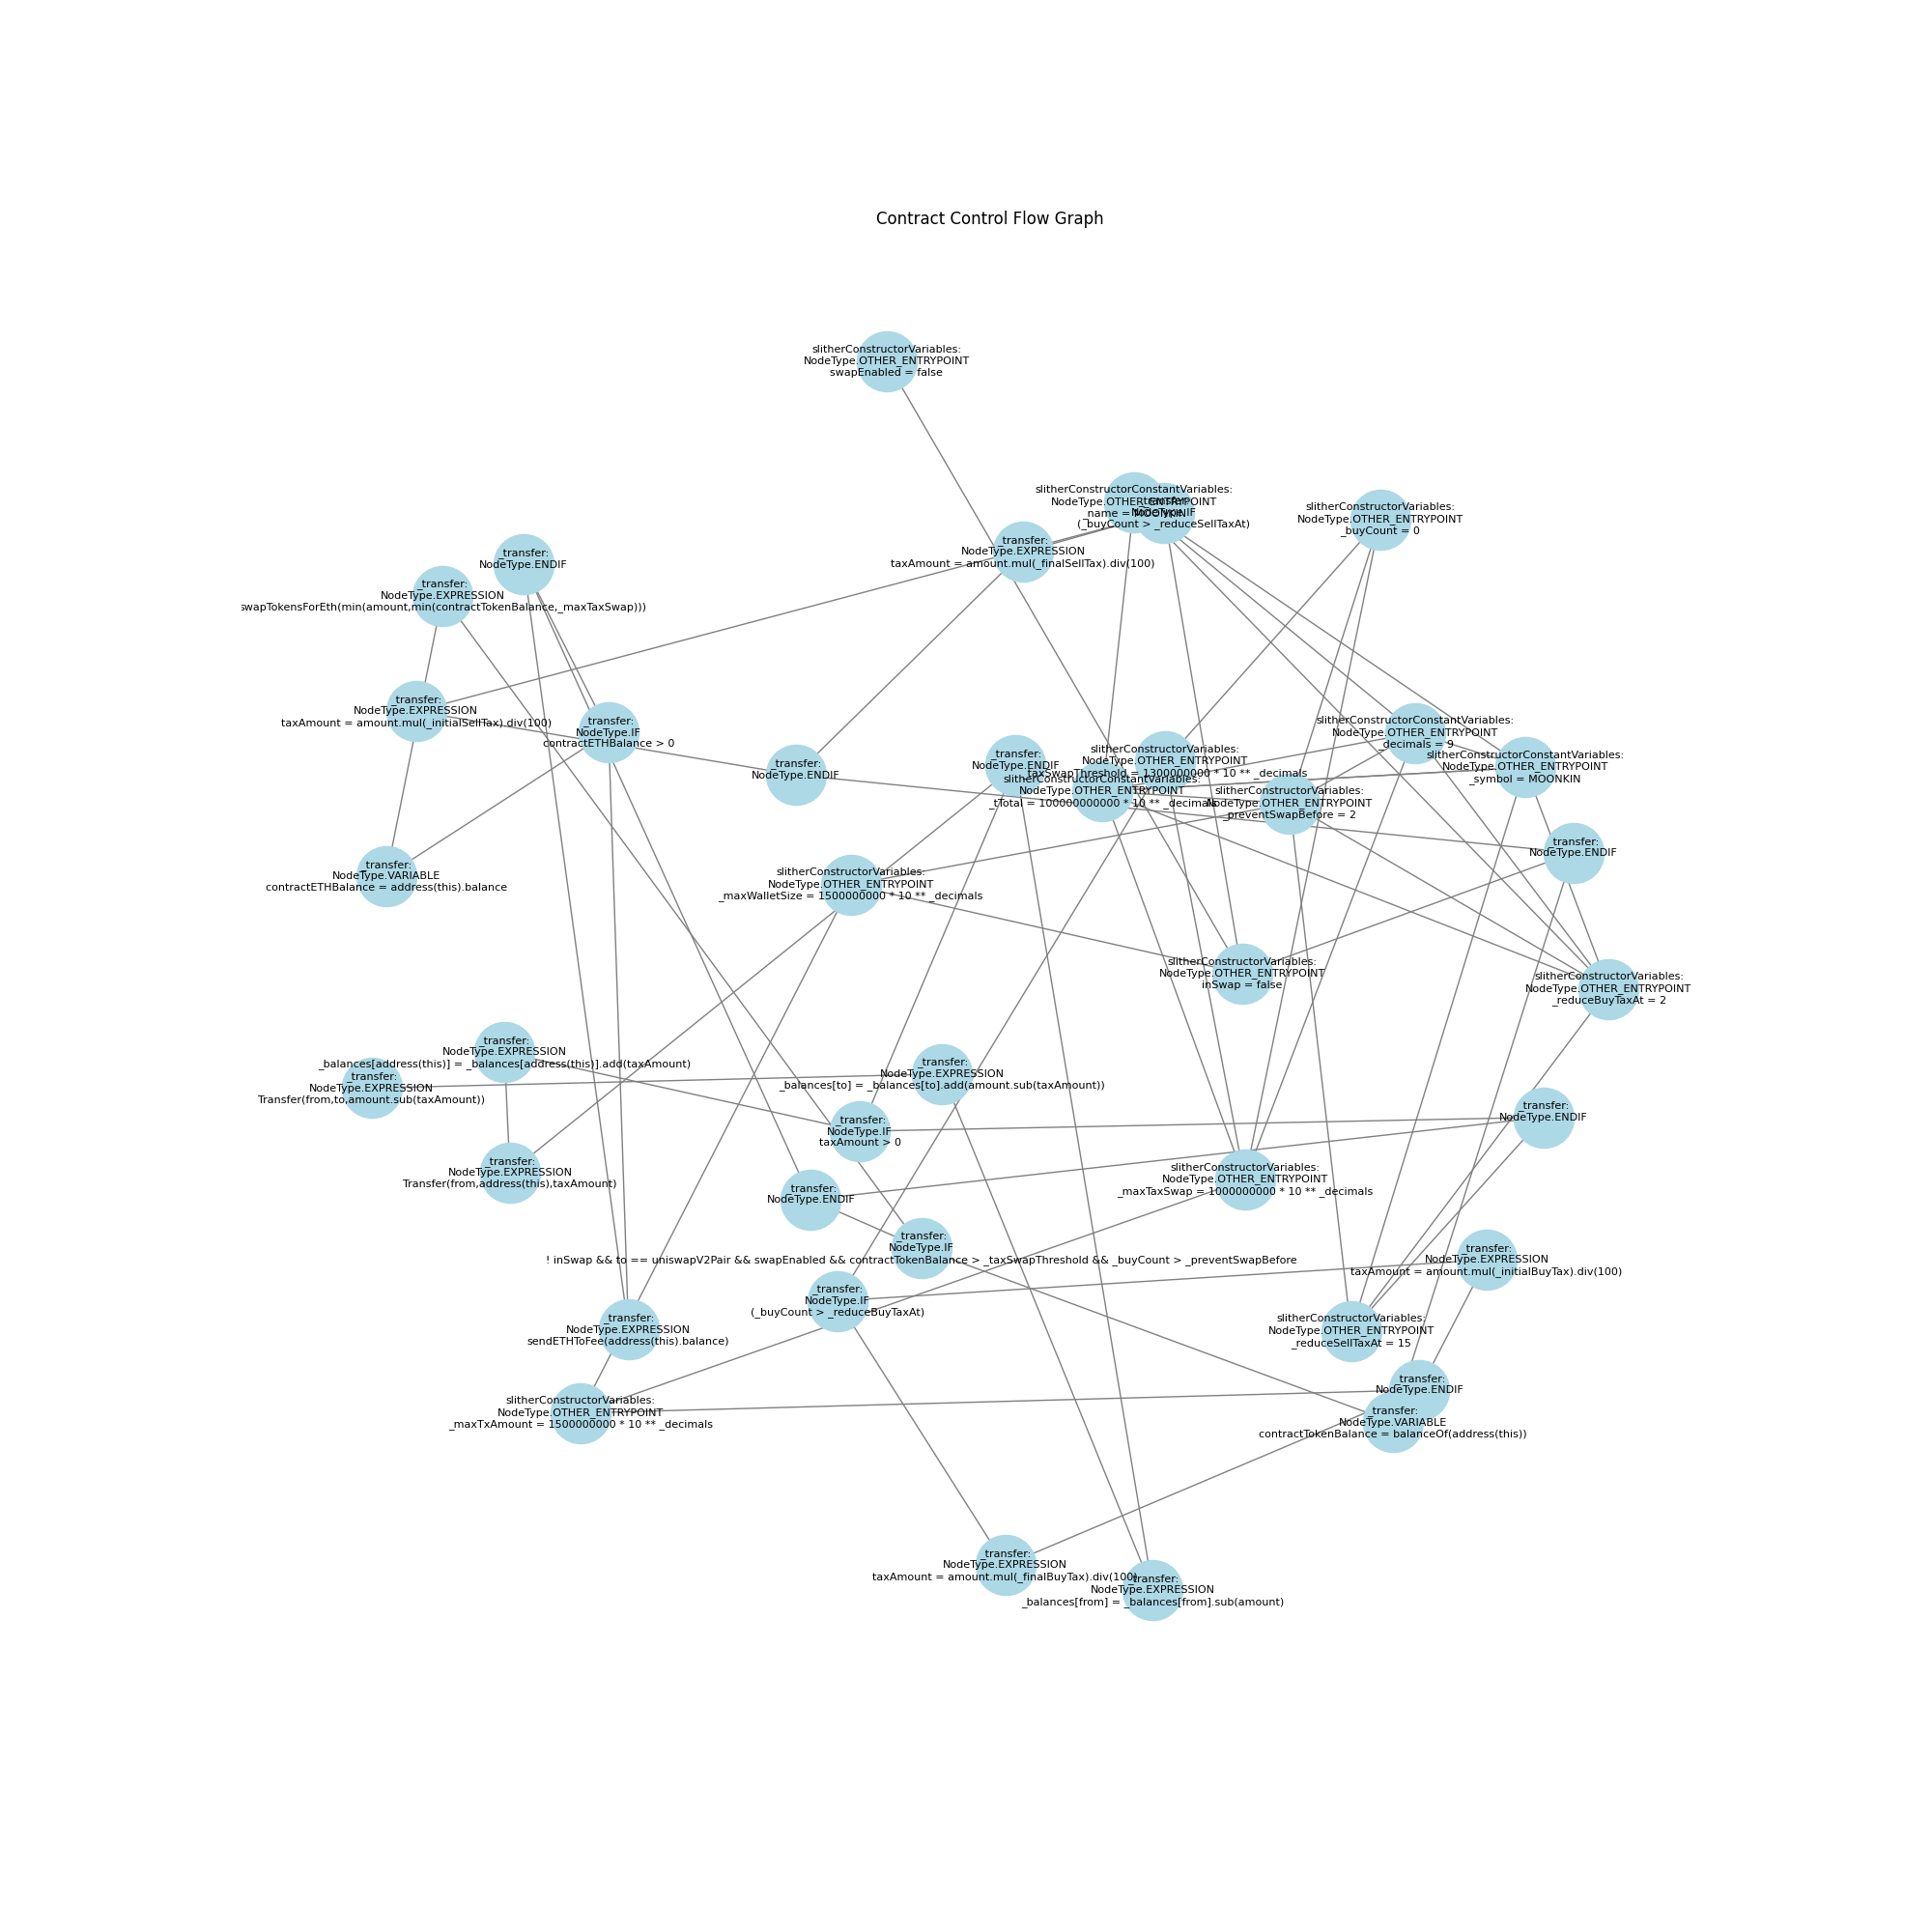 Contract Control Flow Graph
slitherConstructorVariables:
NodeType.OTHER_ENTRYPOINT
swapEnabled = false
slitherConstructorConstantVariables:
NodeType.OTHER_ENTRYPOINT
_name = MOONKIN
_transfer:
NodeType.IF
(_buyCount > _reduceSellTaxAt)
slitherConstructorVariables:
NodeType.OTHER_ENTRYPOINT
_buyCount = 0
_transfer:
NodeType.EXPRESSION
taxAmount = amount.mul(_finalSellTax).div(100)
_transfer:
NodeType.ENDIF
_transfer:
NodeType.EXPRESSION
swapTokensForEth(min(amount,min(contractTokenBalance,_maxTaxSwap)))
_transfer:
NodeType.EXPRESSION
taxAmount = amount.mul(_initialSellTax).div(100)
_transfer:
NodeType.IF
contractETHBalance > 0
_transfer:
NodeType.ENDIF
_transfer:
NodeType.ENDIF
slitherConstructorVariables:
NodeType.OTHER_ENTRYPOINT
_taxSwapThreshold = 1300000000 * 10 ** _decimals
slitherConstructorConstantVariables:
NodeType.OTHER_ENTRYPOINT
_tTotal = 100000000000 * 10 ** _decimals
slitherConstructorConstantVariables:
NodeType.OTHER_ENTRYPOINT
_decimals = 9
slitherConstructorConstantVariables:
NodeType.OTHER_ENTRYPOINT
_symbol = MOONKIN
slitherConstructorVariables:
NodeType.OTHER_ENTRYPOINT
_preventSwapBefore = 2
_transfer:
NodeType.ENDIF
_transfer:
NodeType.VARIABLE
contractETHBalance = address(this).balance
slitherConstructorVariables:
NodeType.OTHER_ENTRYPOINT
_maxWalletSize = 1500000000 * 10 ** _decimals
slitherConstructorVariables:
NodeType.OTHER_ENTRYPOINT
inSwap = false
slitherConstructorVariables:
NodeType.OTHER_ENTRYPOINT
_reduceBuyTaxAt = 2
_transfer:
NodeType.EXPRESSION
_balances[address(this)] = _balances[address(this)].add(taxAmount)
_transfer:
NodeType.EXPRESSION
Transfer(from,to,amount.sub(taxAmount))
_transfer:
NodeType.EXPRESSION
_balances[to] = _balances[to].add(amount.sub(taxAmount))
_transfer:
NodeType.IF
taxAmount > 0
_transfer:
NodeType.ENDIF
_transfer:
NodeType.EXPRESSION
Transfer(from,address(this),taxAmount)
_transfer:
NodeType.ENDIF
slitherConstructorVariables:
NodeType.OTHER_ENTRYPOINT
_maxTaxSwap = 1000000000 * 10 ** _decimals
_transfer:
NodeType.IF
! inSwap && to == uniswapV2Pair && swapEnabled && contractTokenBalance > _taxSwapThreshold && _buyCount > _preventSwapBefore
_transfer:
NodeType.EXPRESSION
taxAmount = amount.mul(_initialBuyTax).div(100)
_transfer:
NodeType.IF
(_buyCount > _reduceBuyTaxAt)
_transfer:
NodeType.EXPRESSION
sendETHToFee(address(this).balance)
slitherConstructorVariables:
NodeType.OTHER_ENTRYPOINT
_reduceSellTaxAt = 15
_transfer:
NodeType.ENDIF
slitherConstructorVariables:
NodeType.OTHER_ENTRYPOINT
_maxTxAmount = 1500000000 * 10 ** _decimals
_transfer:
NodeType.VARIABLE
contractTokenBalance = balanceOf(address(this))
_transfer:
NodeType.EXPRESSION
taxAmount = amount.mul(_finalBuyTax).div(100)
_transfer:
NodeType.EXPRESSION
_balances[from] = _balances[from].sub(amount)